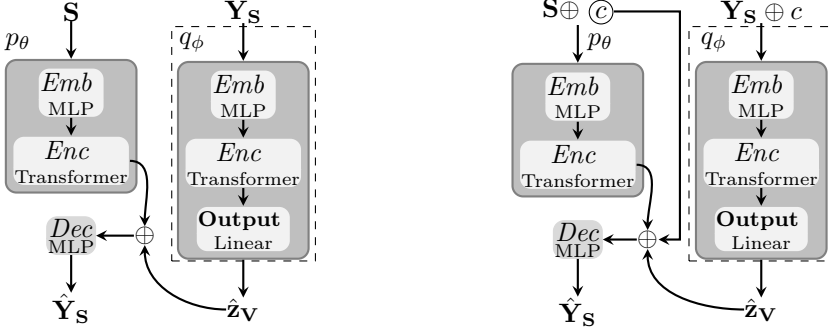 S
Y_S
p_θ
q_ϕ
Emb
MLP
Enc
Transformer
Emb
MLP
Enc
Transformer
Output
Linear
Dec
MLP
⊕
Ŷ_S
ẑ_V
S⊕ c
Y_S ⊕ c
p_θ
q_ϕ
Emb
MLP
Enc
Transformer
Emb
MLP
Enc
Transformer
Output
Linear
Dec
MLP
⊕
Ŷ_S
ẑ_V